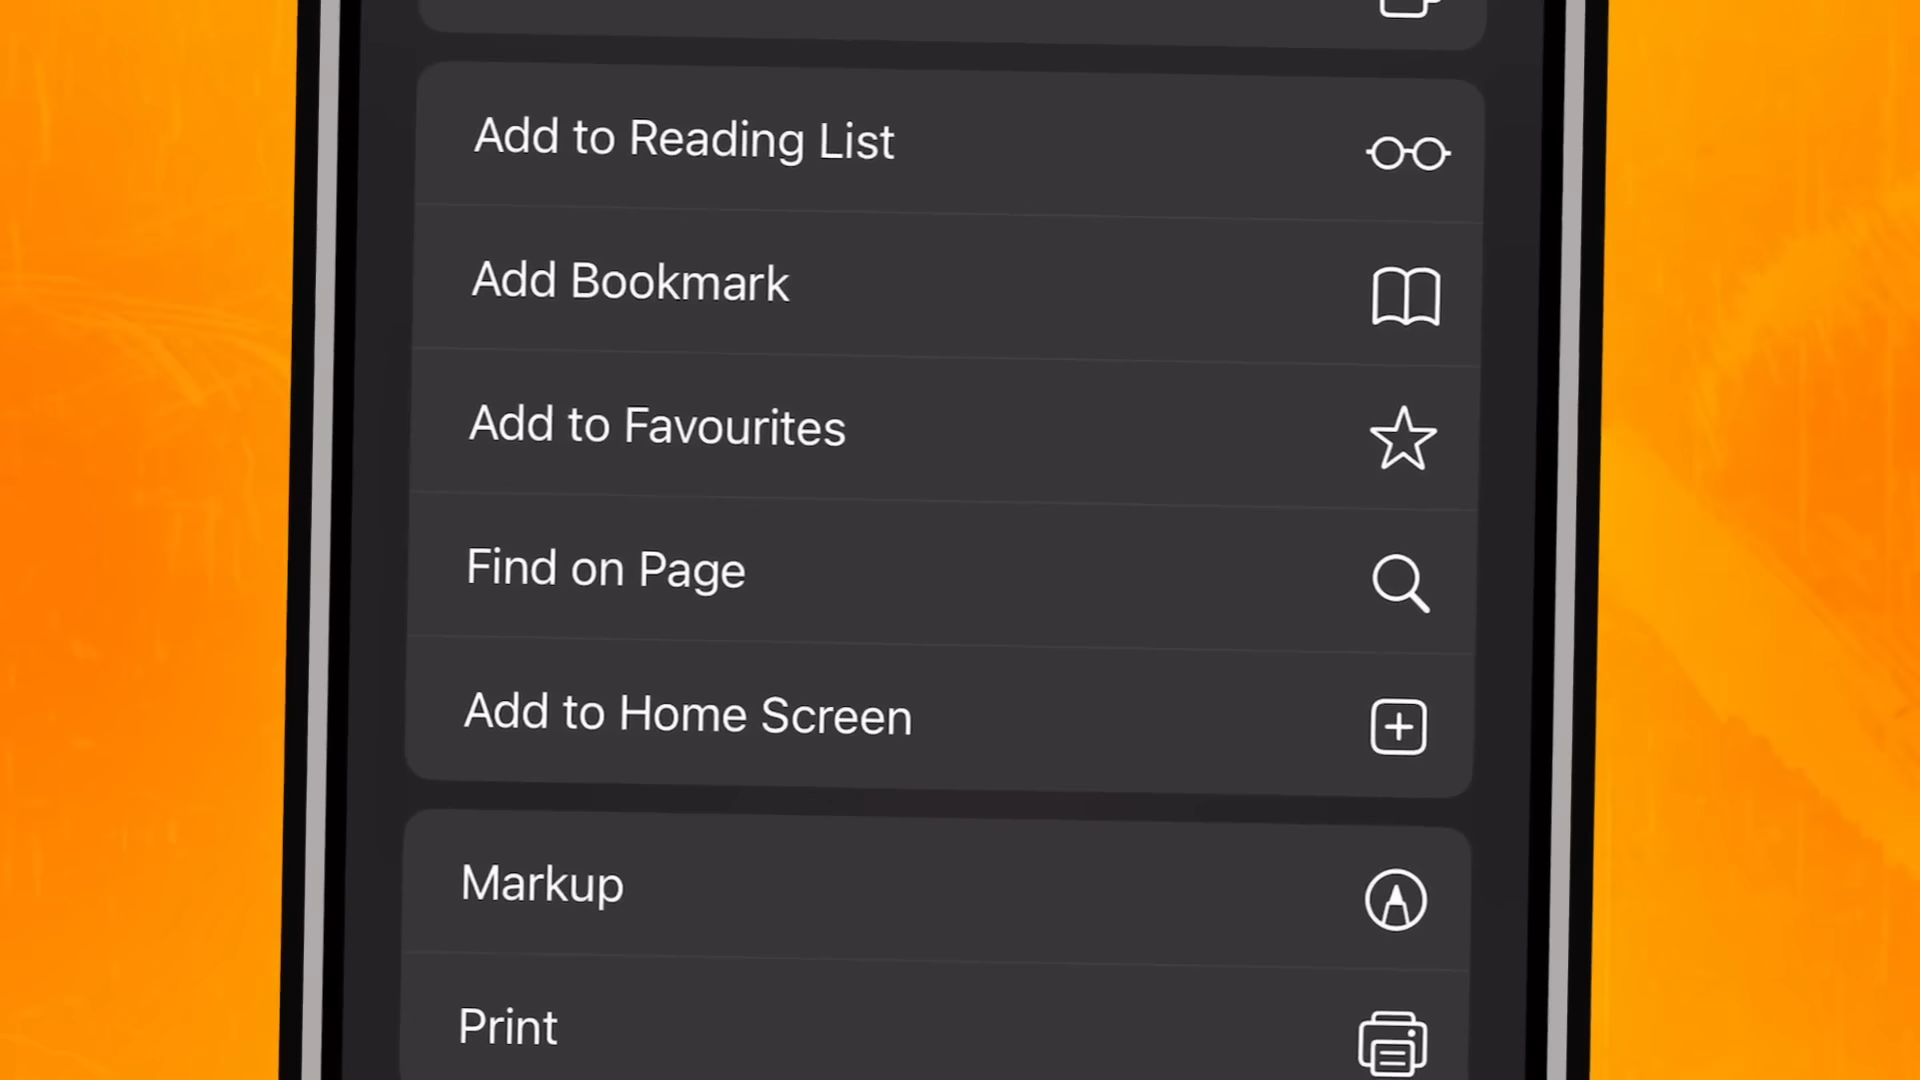 Add to Reading List
Add Bookmark
Add to Favourites
Find on Page
Add to Home Screen
Markup
Print